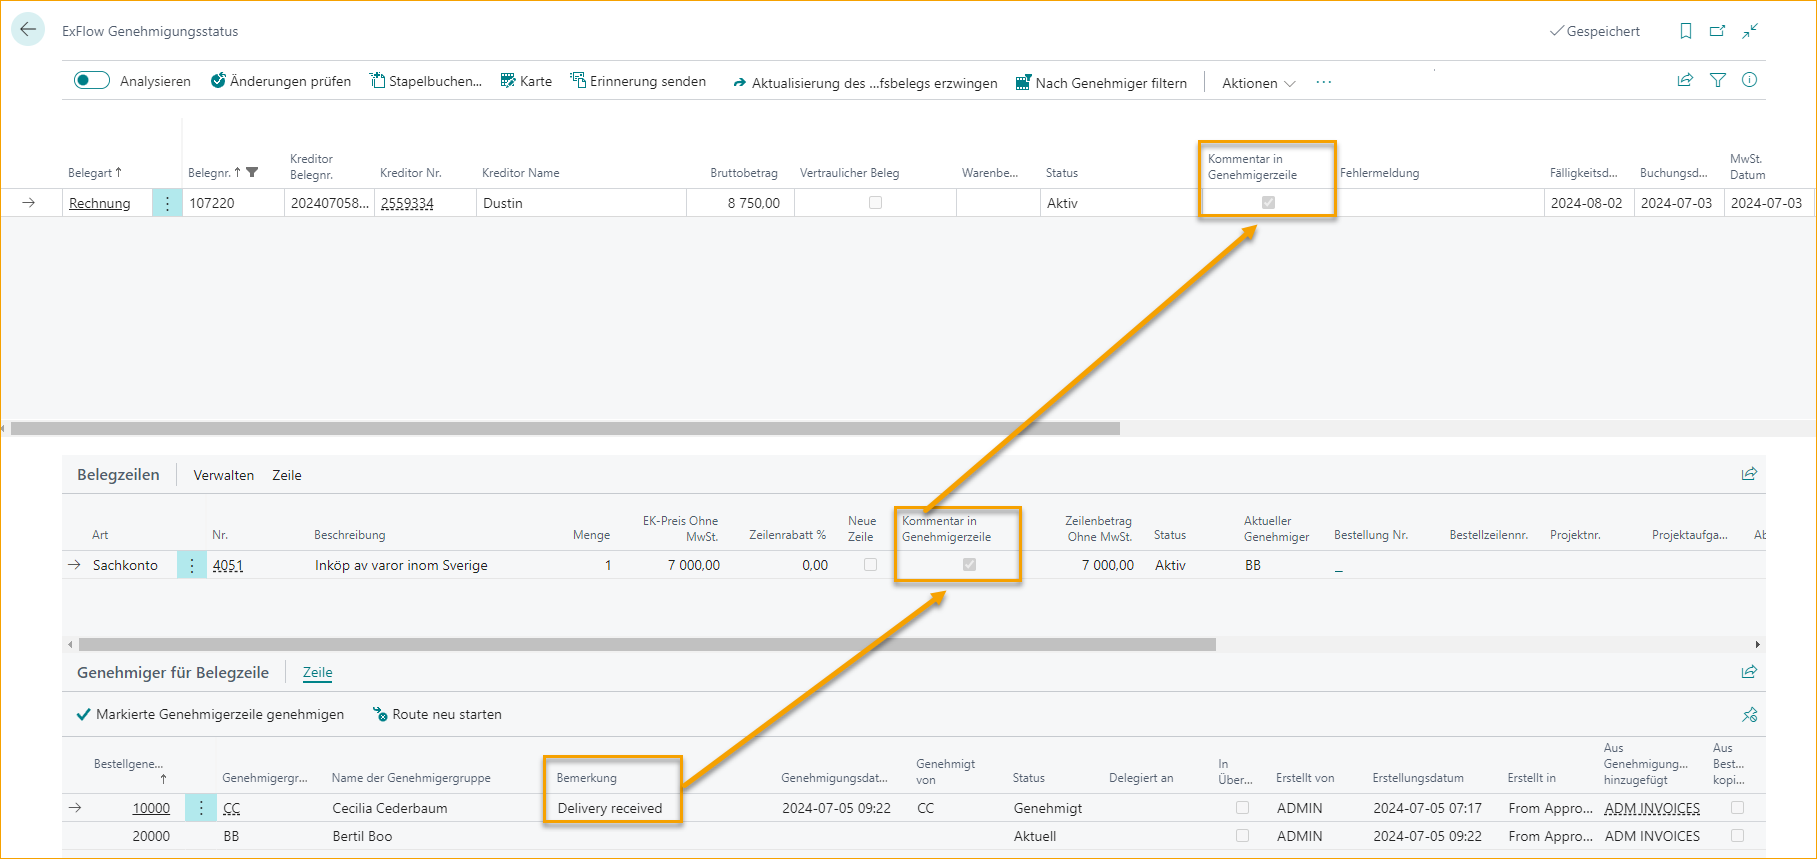 ExFlow Genehmigungsstatus
Gespeichert
Analysieren Änderungen prüfen Stapelbuchen... Karte Erinnerung senden Aktualisierung des ...fsbelegs erzwingen Nach Genehmiger filtern Aktionen ...
Belegart↑ Belegnr.↑ Kreditor Belegnr. Kreditor Nr. Kreditor Name Bruttobetrag Vertraulicher Beleg Warenbe... Status Kommentar in Genehmigerzeile Fehlermeldung Fälligkeitsd... Buchungsd... MwSt. Datum
Rechnung 107220 202407058... 2559334 Dustin 8 750,00 Aktiv 2024-08-02 2024-07-03 2024-07-03
Belegzeilen Verwalten Zeile
Art Nr. Beschreibung Menge EK-Preis Ohne MwSt. Zeilenrabatt % Neue Zeile Kommentar in Genehmigerzeile Zeilenbetrag Ohne MwSt. Status Aktueller Genehmiger Bestellung Nr. Bestellzeilennr. Projektnr. Projektaufga... Ab
Sachkonto 4051 Inköp av varor inom Sverige 1 7 000,00 0,00 7 000,00 Aktiv BB _
Genehmiger für Belegzeile Zeile
Markierte Genehmigerzeile genehmigen Route neu starten
Bestellgene... ↑ Genehmigergr... Name der Genehmigergruppe Bemerkung Genehmigungsdat... Genehmigt von Status Delegiert an In Über... Erstellt von Erstellungsdatum Erstellt in Aus Genehmigung... hinzugefügt Aus Best... kopi...
10000 CC Cecilia Cederbaum Delivery received 2024-07-05 09:22 CC Genehmigt ADMIN 2024-07-05 07:17 From Appro... ADM INVOICES
20000 BB Bertil Boo Aktuell ADMIN 2024-07-05 09:22 From Appro... ADM INVOICES